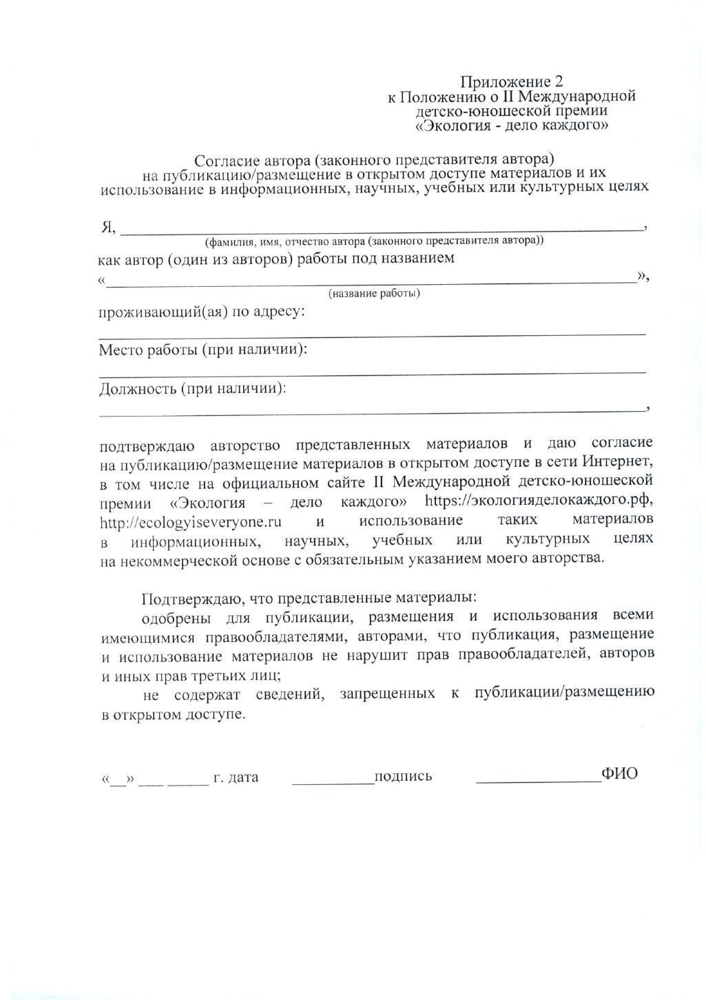 Приложение 2
к Положению о II Международной
детско-юношеской премии
«Экология - дело каждого»
Согласие автора (законного представителя автора)
на публикацию/размещение в открытом доступе материалов и их
использование в информационных, научных, учебных или культурных целях
Я, ________________________________________________,
(фамилия, имя, отчество автора (законного представителя автора))
как автор (один из авторов) работы под названием
«________________________________________________»,
(название работы)
проживающий(ая) по адресу:
Место работы (при наличии):
Должность (при наличии):
________________________________________________,
подтверждаю авторство представленных материалов и даю согласие
на публикацию/размещение материалов в открытом доступе в сети Интернет,
в том числе на официальном сайте II Международной детско-юношеской
премии «Экология – дело каждого» https://экологияделокаждого.рф,
http://ecologyiseveryone.ru и использование таких материалов
в информационных, научных, учебных или культурных целях
на некоммерческой основе с обязательным указанием моего авторства.
Подтверждаю, что представленные материалы:
одобрены для публикации, размещения и использования всеми
имеющимися правообладателями, авторами, что публикация, размещение
и использование материалов не нарушит прав правообладателей, авторов
и иных прав третьих лиц;
не содержат сведений, запрещенных к публикации/размещению
в открытом доступе.
«__» ___ _____ г. дата __________подпись _______________ФИО